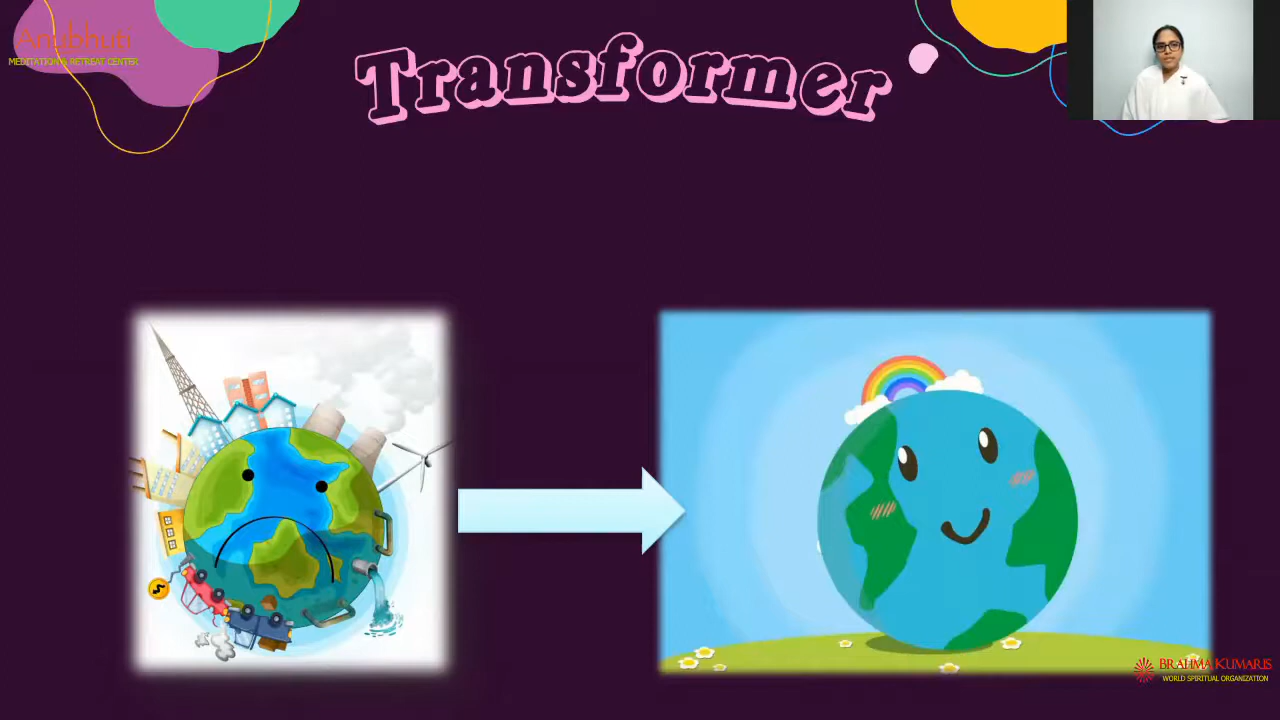 Anubhuti
MEDITATION & RETREAT CENTER
Transformer
BRAHMA KUMARIS
WORLD SPIRITUAL ORGANIZATION